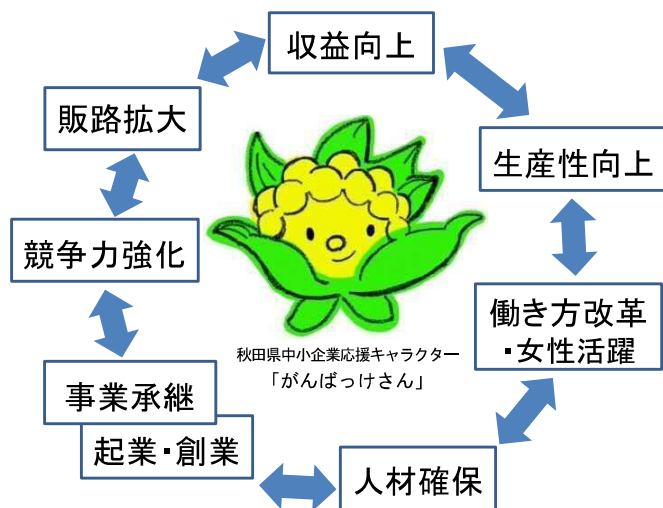 収益向上
販路拡大
生産性向上
競争力強化
働き方改革
・女性活躍
秋田県中小企業応援キャラクター
「がんばっけさん」
事業承継
起業・創業
人材確保